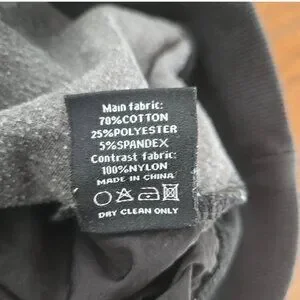 Main fabric:
70%COTTON
25%POLYESTER
5%SPANDEX
Contrast fabric:
100%NYLON
MADE IN CHINA
DRY CLEAN ONLY